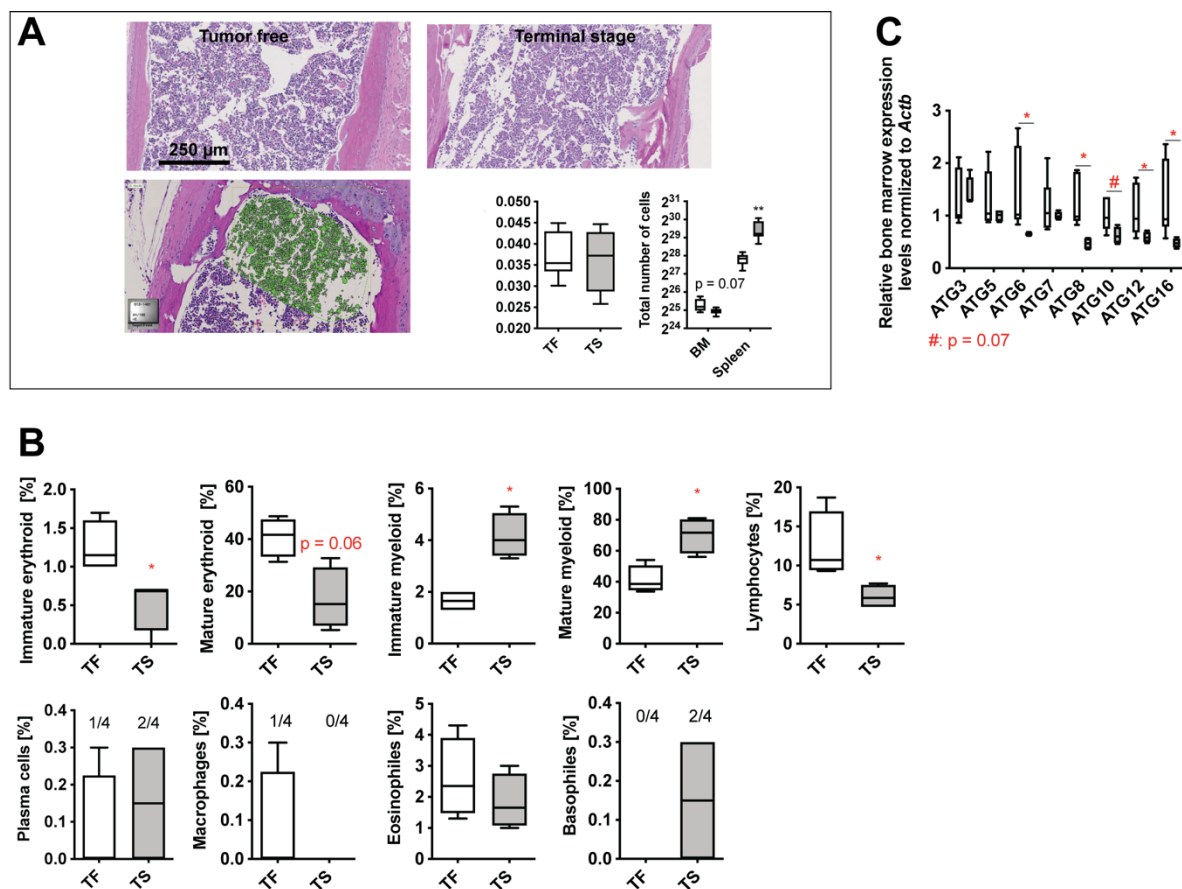 A
Tumor free
Terminal stage
250 µm
0.050
0.045
0.040
0.035
0.030
0.025
0.020
TF
TS
Total number of cells
2^30
2^29
2^28
2^27
2^26
2^25
2^24
**
p = 0.07
BM
Spleen
C
Relative bone marrow expression
levels normlized to Actb
3
2
1
0
*
*
#
*
*
ATG3
ATG5
ATG6
ATG7
ATG8
ATG10
ATG12
ATG16
#: p = 0.07
B
Immature erythroid [%]
2.0
1.5
1.0
0.5
0.0
*
TF
TS
Mature erythroid [%]
60
40
20
0
p = 0.06
TF
TS
Immature myeloid [%]
6
4
2
0
*
TF
TS
Mature myeloid [%]
100
80
60
40
20
0
*
TF
TS
Lymphocytes [%]
20
15
10
5
0
*
TF
TS
Plasma cells [%]
0.4
0.3
0.2
0.1
0.0
1/4
2/4
TF
TS
Macrophages [%]
0.4
0.3
0.2
0.1
0.0
1/4
0/4
TF
TS
Eosinophiles [%]
5
4
3
2
1
0
TF
TS
Basophiles [%]
0.4
0.3
0.2
0.1
0.0
0/4
2/4
TF
TS